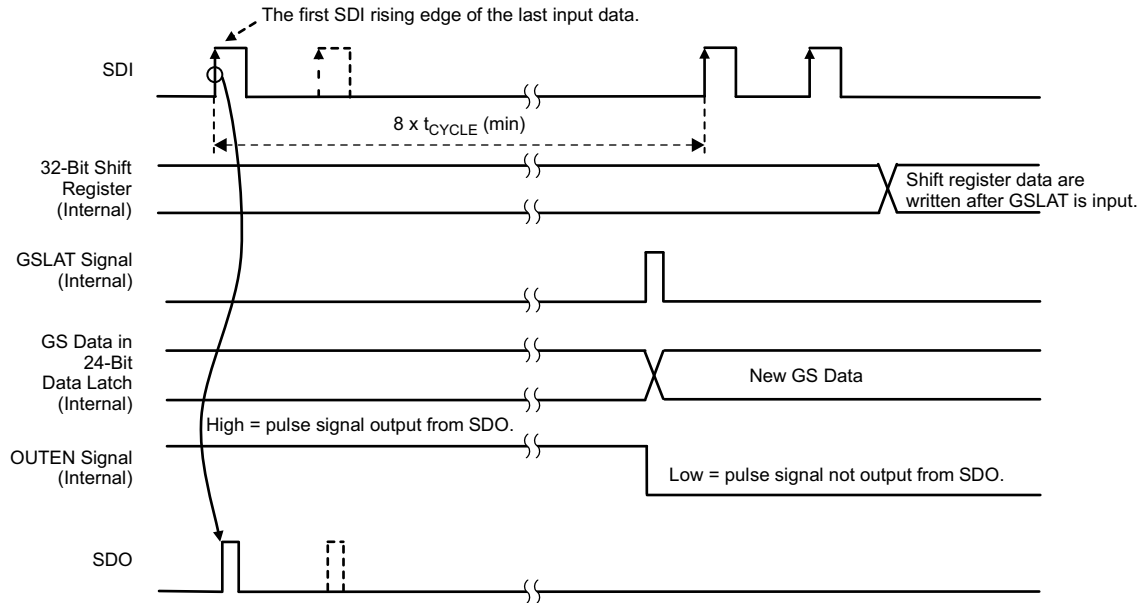 The first SDI rising edge of the last input data.
SDI
8 x tCYCLE (min)
32-Bit Shift
Register
(Internal)
Shift register data are
written after GSLAT is input.
GSLAT Signal
(Internal)
GS Data in
24-Bit
Data Latch
(Internal)
New GS Data
High = pulse signal output from SDO.
OUTEN Signal
(Internal)
Low = pulse signal not output from SDO.
SDO